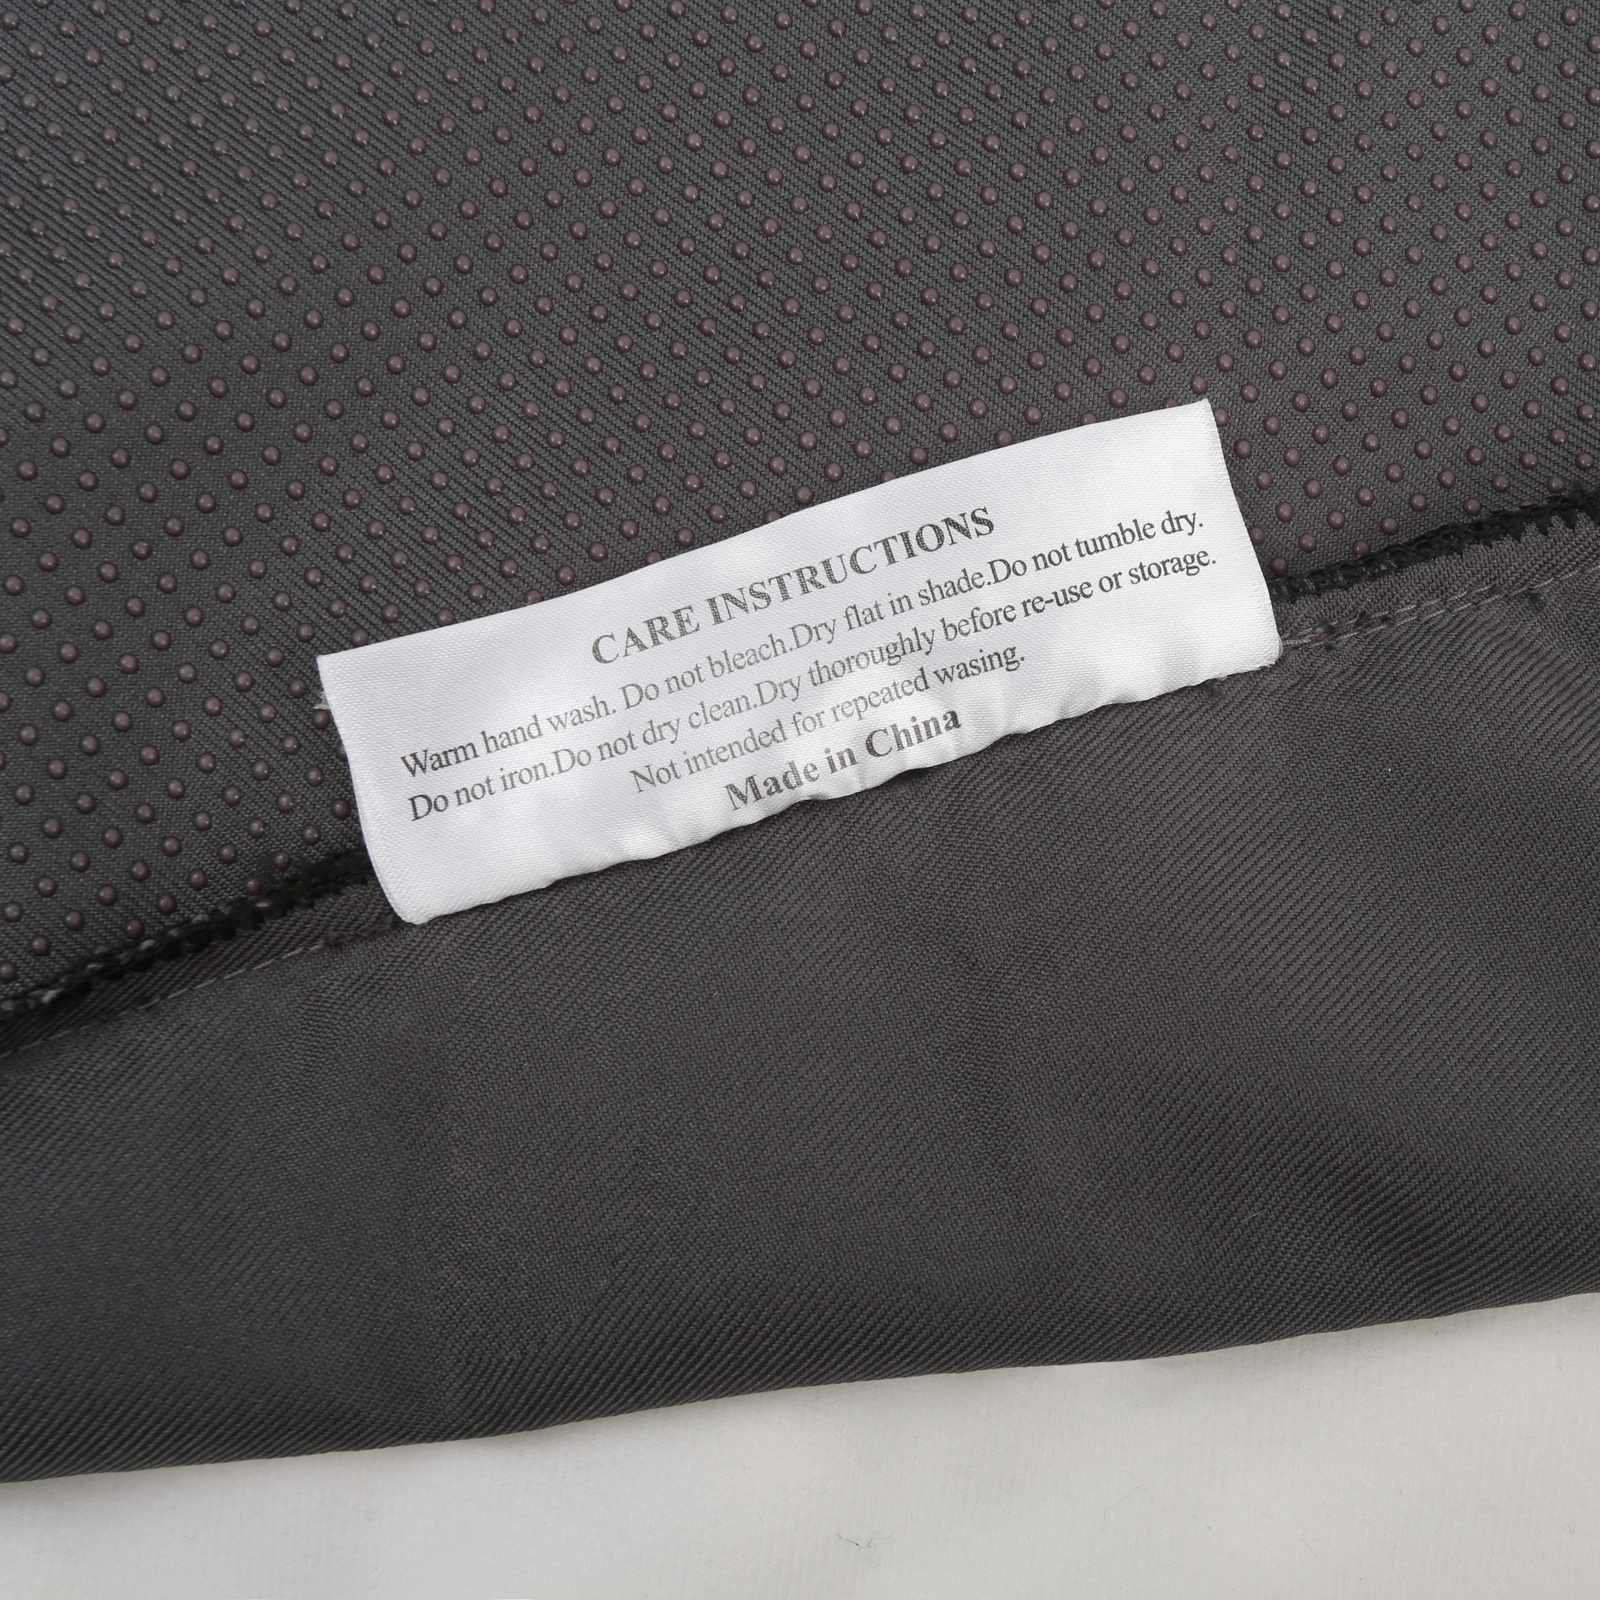 CARE INSTRUCTIONS
Warm hand wash. Do not bleach.Dry flat in shade.Do not tumble dry.
Do not iron.Do not dry clean.Dry thoroughly before re-use or storage.
Not intended for repeated wasing.
Made in China